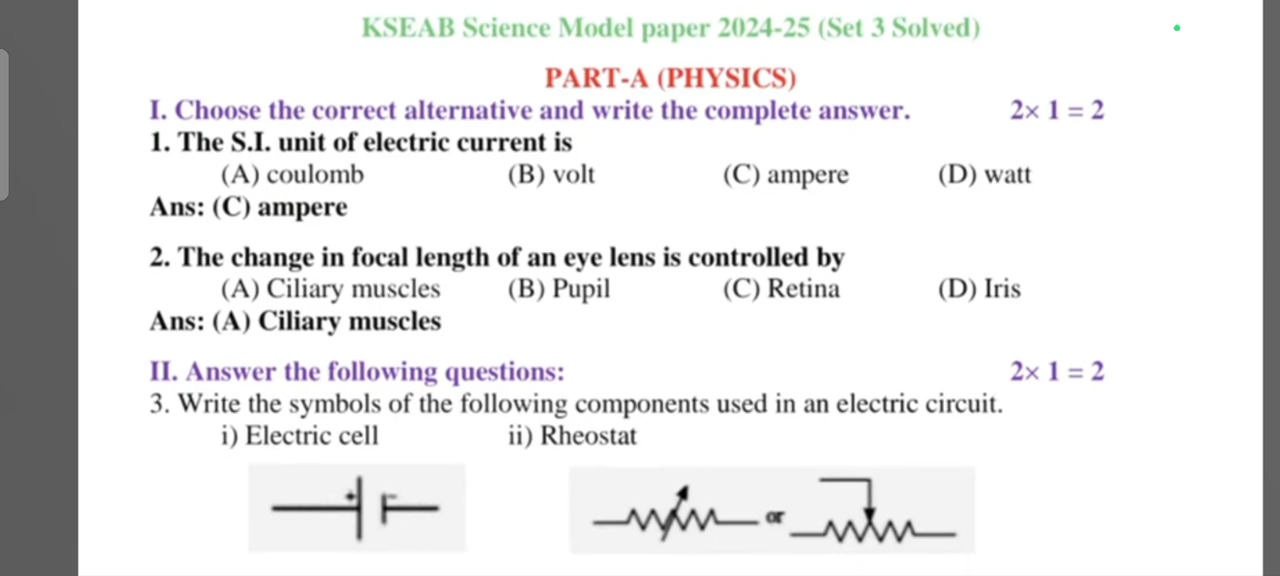 KSEAB Science Model paper 2024-25 (Set 3 Solved)
PART-A (PHYSICS)
I. Choose the correct alternative and write the complete answer. 2× 1 = 2
1. The S.I. unit of electric current is
(A) coulomb (B) volt (C) ampere (D) watt
Ans: (C) ampere
2. The change in focal length of an eye lens is controlled by
(A) Ciliary muscles (B) Pupil (C) Retina (D) Iris
Ans: (A) Ciliary muscles
II. Answer the following questions: 2× 1 = 2
3. Write the symbols of the following components used in an electric circuit.
i) Electric cell ii) Rheostat
or